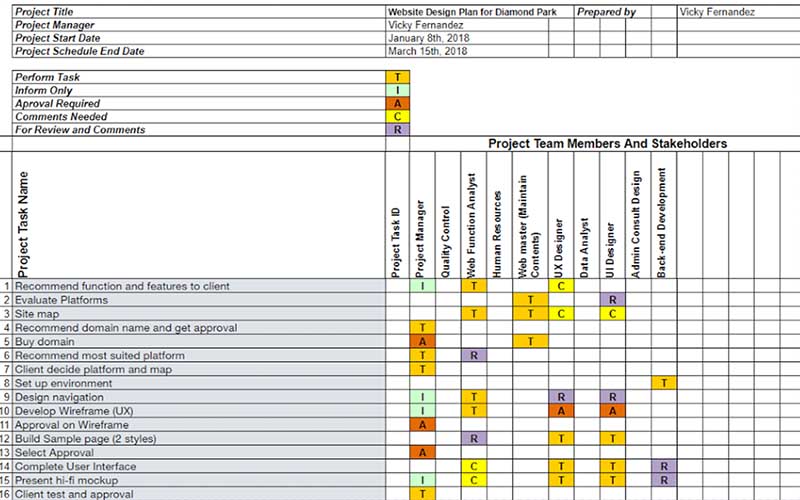 Project Title Website Design Plan for Diamond Park Prepared by Vicky Fernandez
Project Manager Vicky Fernandez
Project Start Date January 8th, 2018
Project Schedule End Date March 15th, 2018
Perform Task T
Inform Only I
Aproval Required A
Comments Needed C
For Review and Comments R
Project Team Members And Stakeholders
Project Task Name
Project Task ID
Project Manager
Quality Control
Web Function Analyst
Human Resources
Web master (Maintain Contents)
UX Designer
Data Analyst
UI Designer
Admin Consult Design
Back-end Development
1 Recommend function and features to client I T C
2 Evaluate Platforms T R
3 Site map T T C C
4 Recommend domain name and get approval T
5 Buy domain A T
6 Recommend most suited platform T R
7 Client decide platform and map T
8 Set up environment T
9 Design navigation I T R R
10 Develop Wireframe (UX) I T A A
11 Approval on Wireframe A
12 Build Sample page (2 styles) R T T
13 Select Approval A
14 Complete User Interface C T T R
15 Present hi-fi mockup I C T T R
16 Client test and approval T